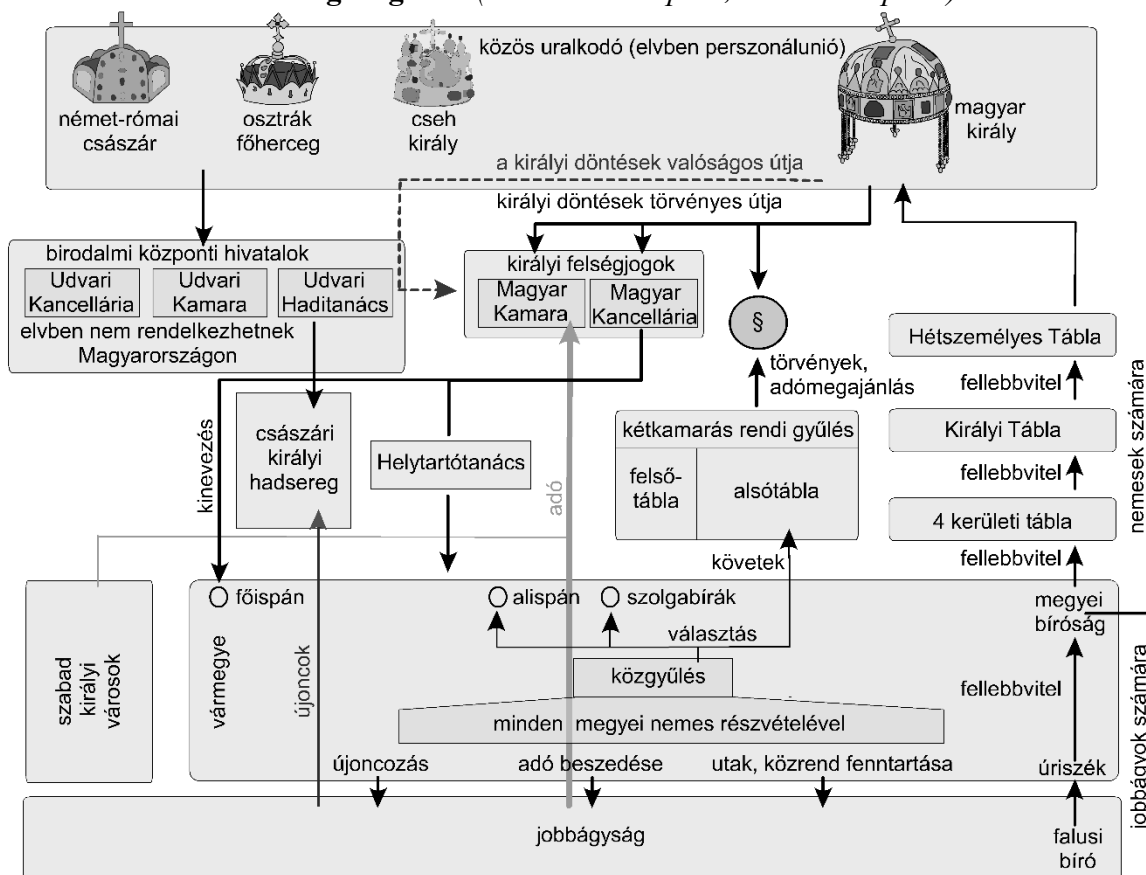 közös uralkodó (elvben perszonálunió)
német-római
császár
osztrák
főherceg
cseh
király
magyar
király
a királyi döntések valóságos útja
királyi döntések törvényes útja
birodalmi központi hivatalok
Udvari
Kancellária
Udvari
Kamara
Udvari
Haditanács
elvben nem rendelkezhetnek
Magyarországon
királyi felségjogok
Magyar
Kamara
Magyar
Kancellária
§
törvények,
adómegajánlás
Hétszemélyes Tábla
fellebbvitel
Királyi Tábla
fellebbvitel
4 kerületi tábla
fellebbvitel
nemesek számára
kinevezés
császári
királyi
hadsereg
Helytartótanács
adó
kétkamarás rendi gyűlés
felső-
tábla
alsótábla
követek
szabad
királyi
városok
vármegye
főispán
újoncok
alispán
szolgabírák
választás
közgyűlés
minden megyei nemes részvételével
megyei
bíróság
fellebbvitel
úriszék
jobbágyok számára
újoncozás
adó beszedése
utak, közrend fenntartása
jobbágyság
falusi
bíró